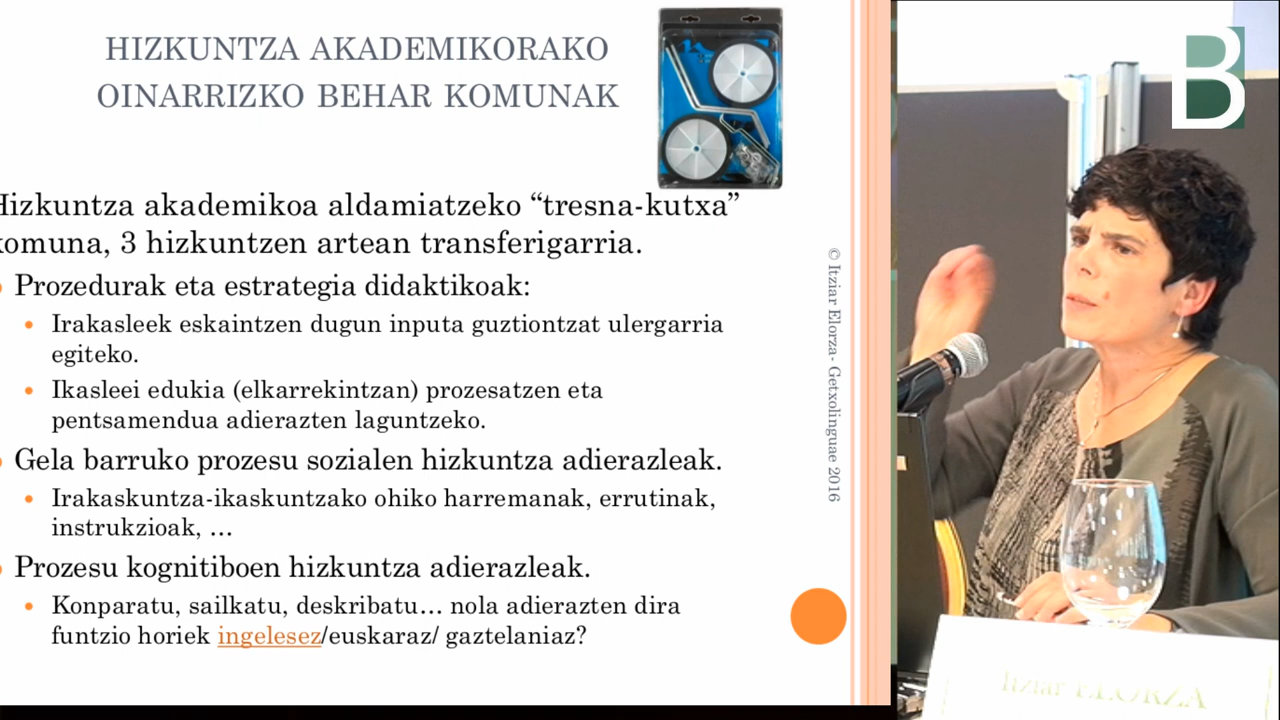 HIZKUNTZA AKADEMIKORAKO
OINARRIZKO BEHAR KOMUNAK
Hizkuntza akademikoa aldamiatzeko “tresna-kutxa”
komuna, 3 hizkuntzen artean transferigarria.
Prozedurak eta estrategia didaktikoak:
• Irakasleek eskaintzen dugun inputa guztiontzat ulergarria
egiteko.
• Ikasleei edukia (elkarrekintzan) prozesatzen eta
pentsamendua adierazten laguntzeko.
Gela barruko prozesu sozialen hizkuntza adierazleak.
• Irakaskuntza-ikaskuntzako ohiko harremanak, errutinak,
instrukzioak, …
Prozesu kognitiboen hizkuntza adierazleak.
• Konparatu, sailkatu, deskribatu… nola adierazten dira
funtzio horiek ingelesez/euskaraz/ gaztelaniaz?
© Itziar Elorza- Getxolinguae 2016
B
Itziar ELORZA